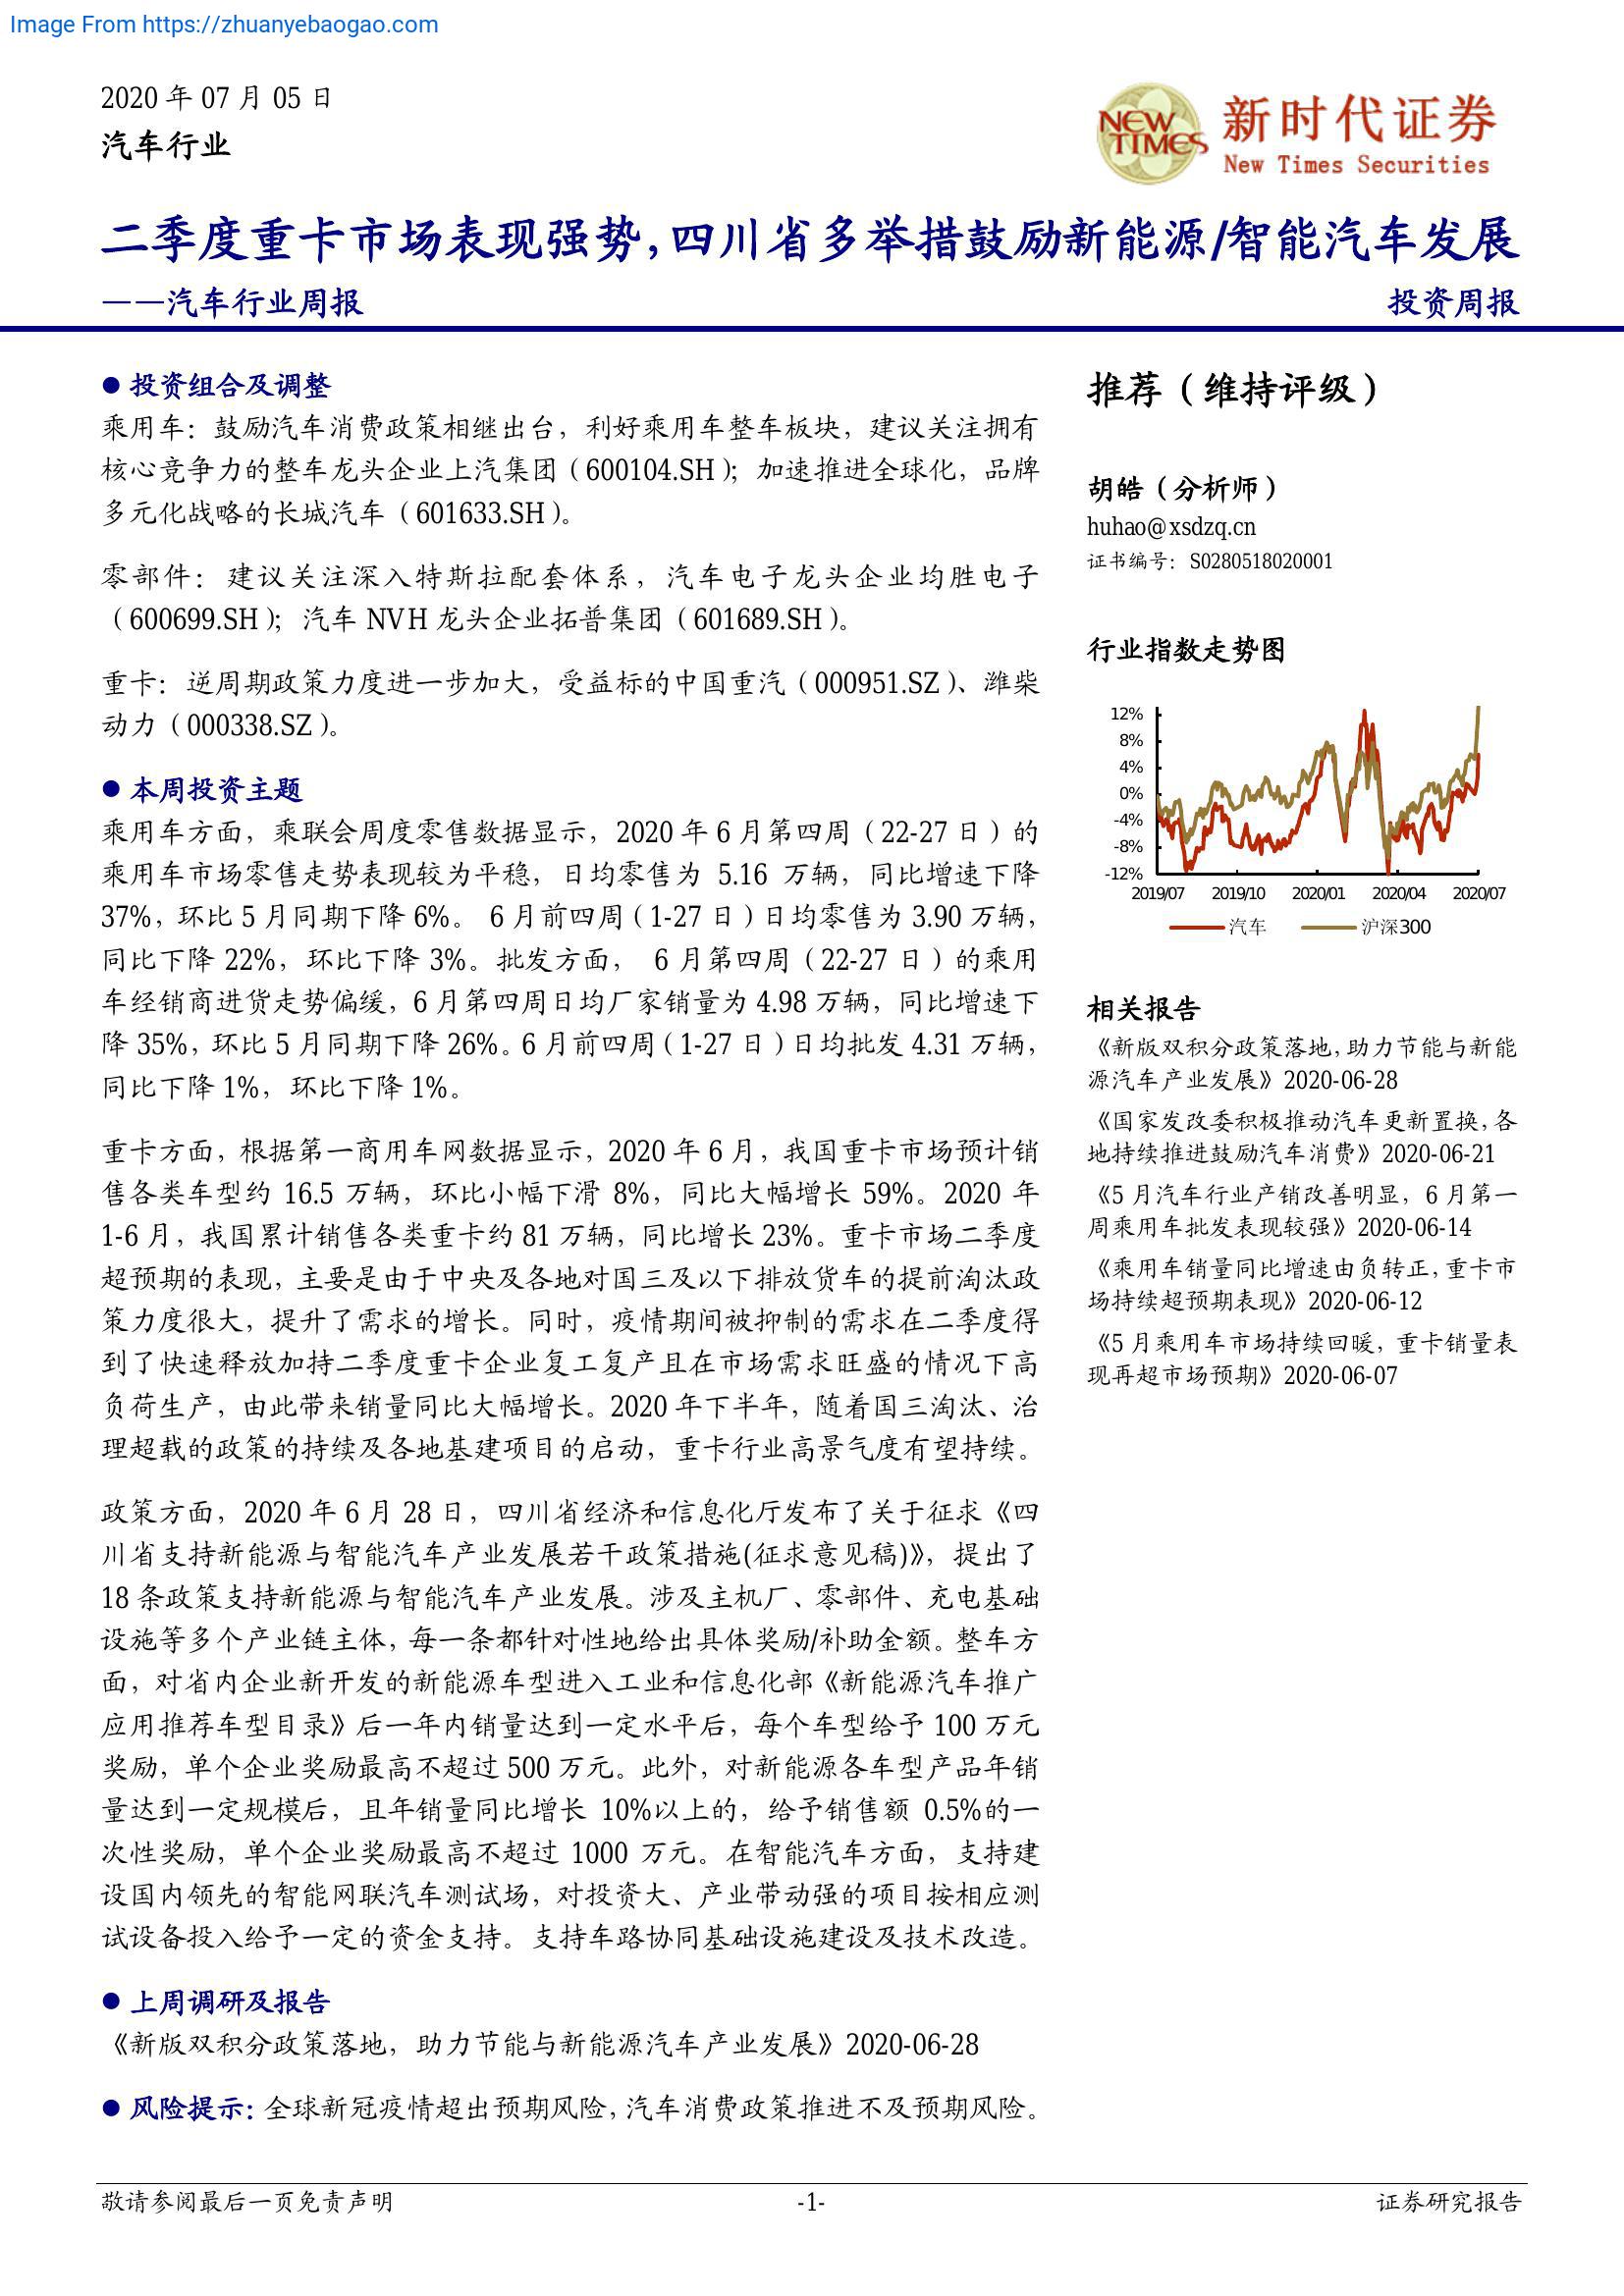 Image From https://zhuanyebaogao.com
2020 年 07 月 05 日
汽车行业
NEW TIMES
新时代证券
New Times Securities
二季度重卡市场表现强势,四川省多举措鼓励新能源/智能汽车发展
——汽车行业周报
投资周报
● 投资组合及调整
乘用车：鼓励汽车消费政策相继出台，利好乘用车整车板块，建议关注拥有
核心竞争力的整车龙头企业上汽集团（600104.SH）；加速推进全球化，品牌
多元化战略的长城汽车（601633.SH）。
零部件：建议关注深入特斯拉配套体系，汽车电子龙头企业均胜电子
（600699.SH）；汽车 NVH 龙头企业拓普集团（601689.SH）。
重卡：逆周期政策力度进一步加大，受益标的中国重汽（000951.SZ）、潍柴
动力（000338.SZ）。
● 本周投资主题
乘用车方面，乘联会周度零售数据显示，2020 年 6 月第四周（22-27 日）的
乘用车市场零售走势表现较为平稳，日均零售为 5.16 万辆，同比增速下降
37%，环比 5 月同期下降 6%。 6 月前四周（1-27 日）日均零售为 3.90 万辆，
同比下降 22%，环比下降 3%。批发方面， 6 月第四周（22-27 日）的乘用
车经销商进货走势偏缓，6 月第四周日均厂家销量为 4.98 万辆，同比增速下
降 35%，环比 5 月同期下降 26%。6 月前四周（1-27 日）日均批发 4.31 万辆，
同比下降 1%，环比下降 1%。
重卡方面，根据第一商用车网数据显示，2020 年 6 月，我国重卡市场预计销
售各类车型约 16.5 万辆，环比小幅下滑 8%，同比大幅增长 59%。2020 年
1-6 月，我国累计销售各类重卡约 81 万辆，同比增长 23%。重卡市场二季度
超预期的表现，主要是由于中央及各地对国三及以下排放货车的提前淘汰政
策力度很大，提升了需求的增长。同时，疫情期间被抑制的需求在二季度得
到了快速释放加持二季度重卡企业复工复产且在市场需求旺盛的情况下高
负荷生产，由此带来销量同比大幅增长。2020 年下半年，随着国三淘汰、治
理超载的政策的持续及各地基建项目的启动，重卡行业高景气度有望持续。
政策方面，2020 年 6 月 28 日，四川省经济和信息化厅发布了关于征求《四
川省支持新能源与智能汽车产业发展若干政策措施(征求意见稿)》，提出了
18 条政策支持新能源与智能汽车产业发展。涉及主机厂、零部件、充电基础
设施等多个产业链主体，每一条都针对性地给出具体奖励/补助金额。整车方
面，对省内企业新开发的新能源车型进入工业和信息化部《新能源汽车推广
应用推荐车型目录》后一年内销量达到一定水平后，每个车型给予 100 万元
奖励，单个企业奖励最高不超过 500 万元。此外，对新能源各车型产品年销
量达到一定规模后，且年销量同比增长 10%以上的，给予销售额 0.5%的一
次性奖励，单个企业奖励最高不超过 1000 万元。在智能汽车方面，支持建
设国内领先的智能网联汽车测试场，对投资大、产业带动强的项目按相应测
试设备投入给予一定的资金支持。支持车路协同基础设施建设及技术改造。
● 上周调研及报告
《新版双积分政策落地，助力节能与新能源汽车产业发展》2020-06-28
● 风险提示：全球新冠疫情超出预期风险，汽车消费政策推进不及预期风险。
推荐（维持评级）
胡皓（分析师）
huhao@xsdzq.cn
证书编号：S0280518020001
行业指数走势图
12%
8%
4%
0%
-4%
-8%
-12%
2019/07 2019/10 2020/01 2020/04 2020/07
汽车 沪深300
相关报告
《新版双积分政策落地，助力节能与新能
源汽车产业发展》2020-06-28
《国家发改委积极推动汽车更新置换，各
地持续推进鼓励汽车消费》2020-06-21
《5 月汽车行业产销改善明显，6 月第一
周乘用车批发表现较强》2020-06-14
《乘用车销量同比增速由负转正，重卡市
场持续超预期表现》2020-06-12
《5 月乘用车市场持续回暖，重卡销量表
现再超市场预期》2020-06-07
敬请参阅最后一页免责声明
-1-
证券研究报告